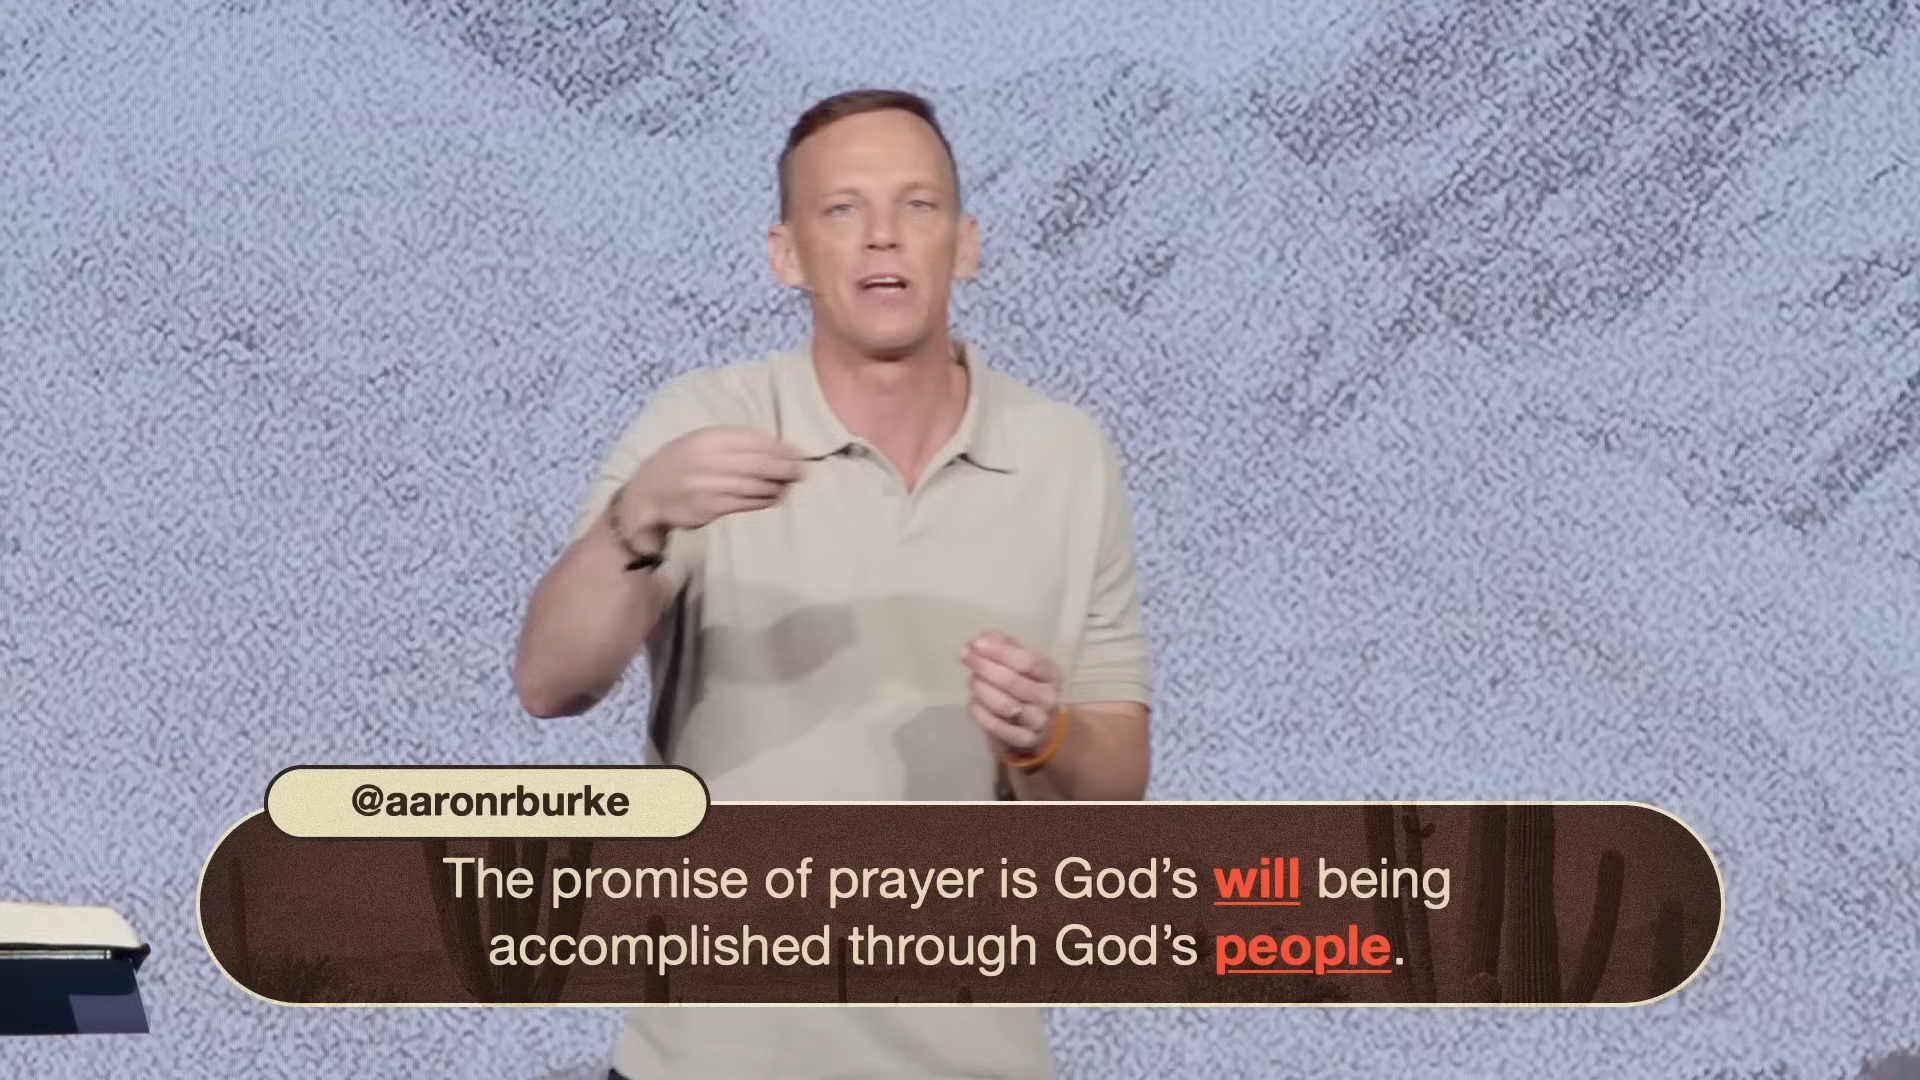 @aaronrburke
The promise of prayer is God’s will being
accomplished through God’s people.